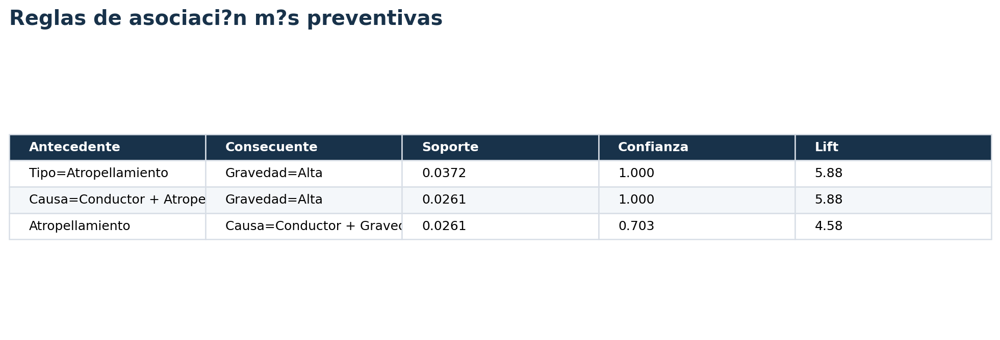 Reglas de asociaci?n m?s preventivas
Antecedente Consecuente Soporte Confianza Lift
Tipo=Atropellamiento Gravedad=Alta 0.0372 1.000 5.88
Causa=Conductor + Atrope Gravedad=Alta 0.0261 1.000 5.88
Atropellamiento Causa=Conductor + Graved 0.0261 0.703 4.58